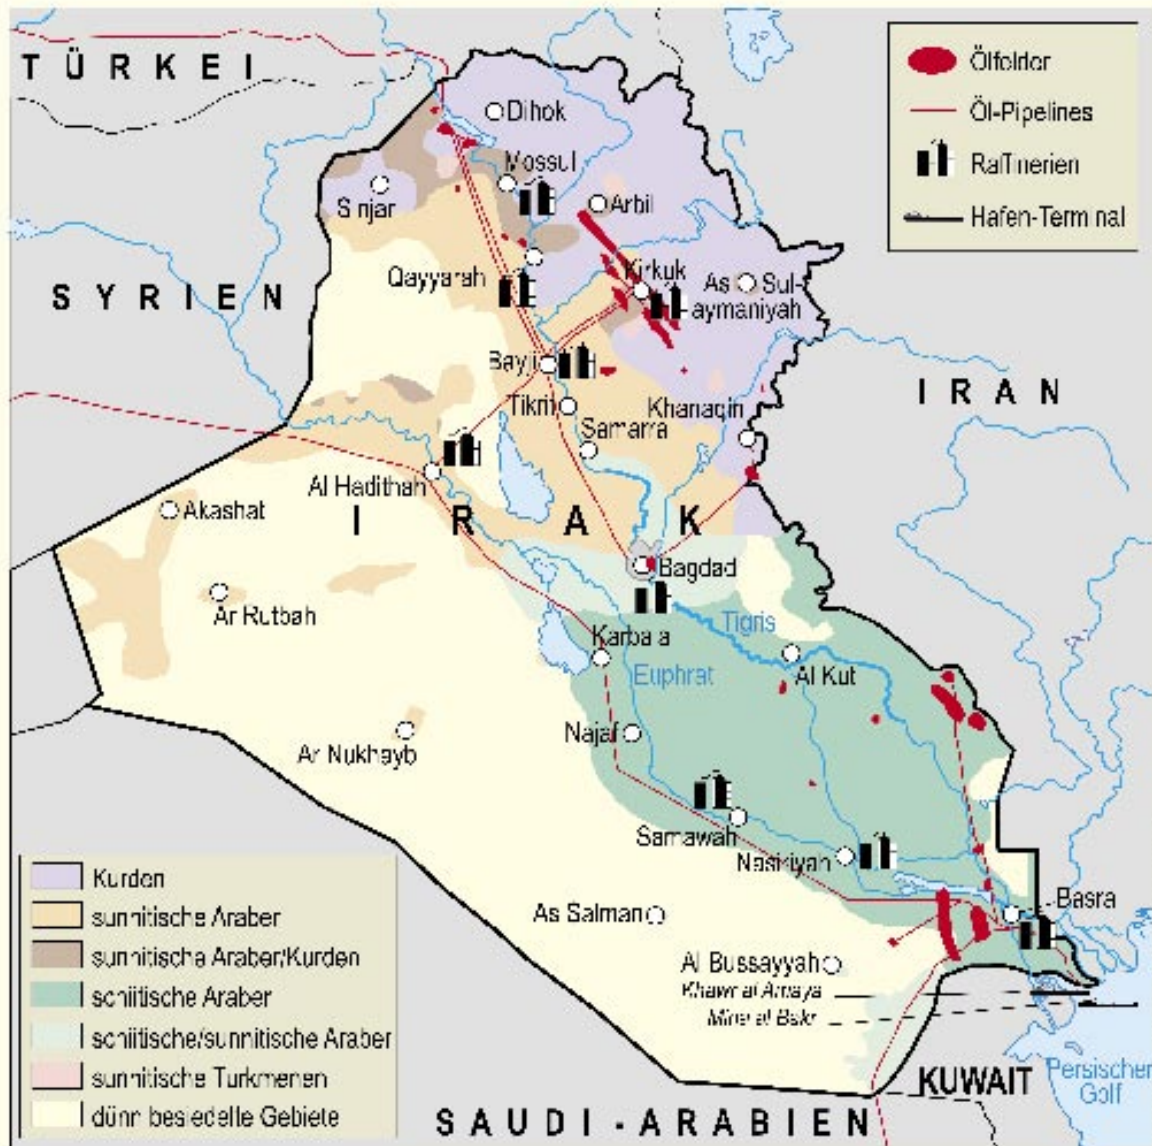 TÜRKEI
Ölfelder
Öl-Pipelines
Raffinerien
Hafen-Terminal
Dihok
Mossul
Sinjar
Arbil
SYRIEN
Qayyarah
Kirkuk
As Sul-
aymaniyah
Bayji
IRAN
Tikrit
Khanaqin
Samarra
Al Hadithah
Akashat
IRAK
Bagdad
Ar Rutbah
Tigris
Karbala
Euphrat
Al Kut
Najaf
Ar Nukhayb
Samawah
Nasiriyah
Kurden
sunnitische Araber
As Salman
Basra
sunnitische Araber/Kurden
Al Bussayyah
schiitische Araber
Khawr al Amaya
Mina al Bakr
schiitische/sunnitische Araber
sunnitische Turkmenen
KUWAIT
Persischer
Golf
dünn besiedelte Gebiete
SAUDI-ARABIEN